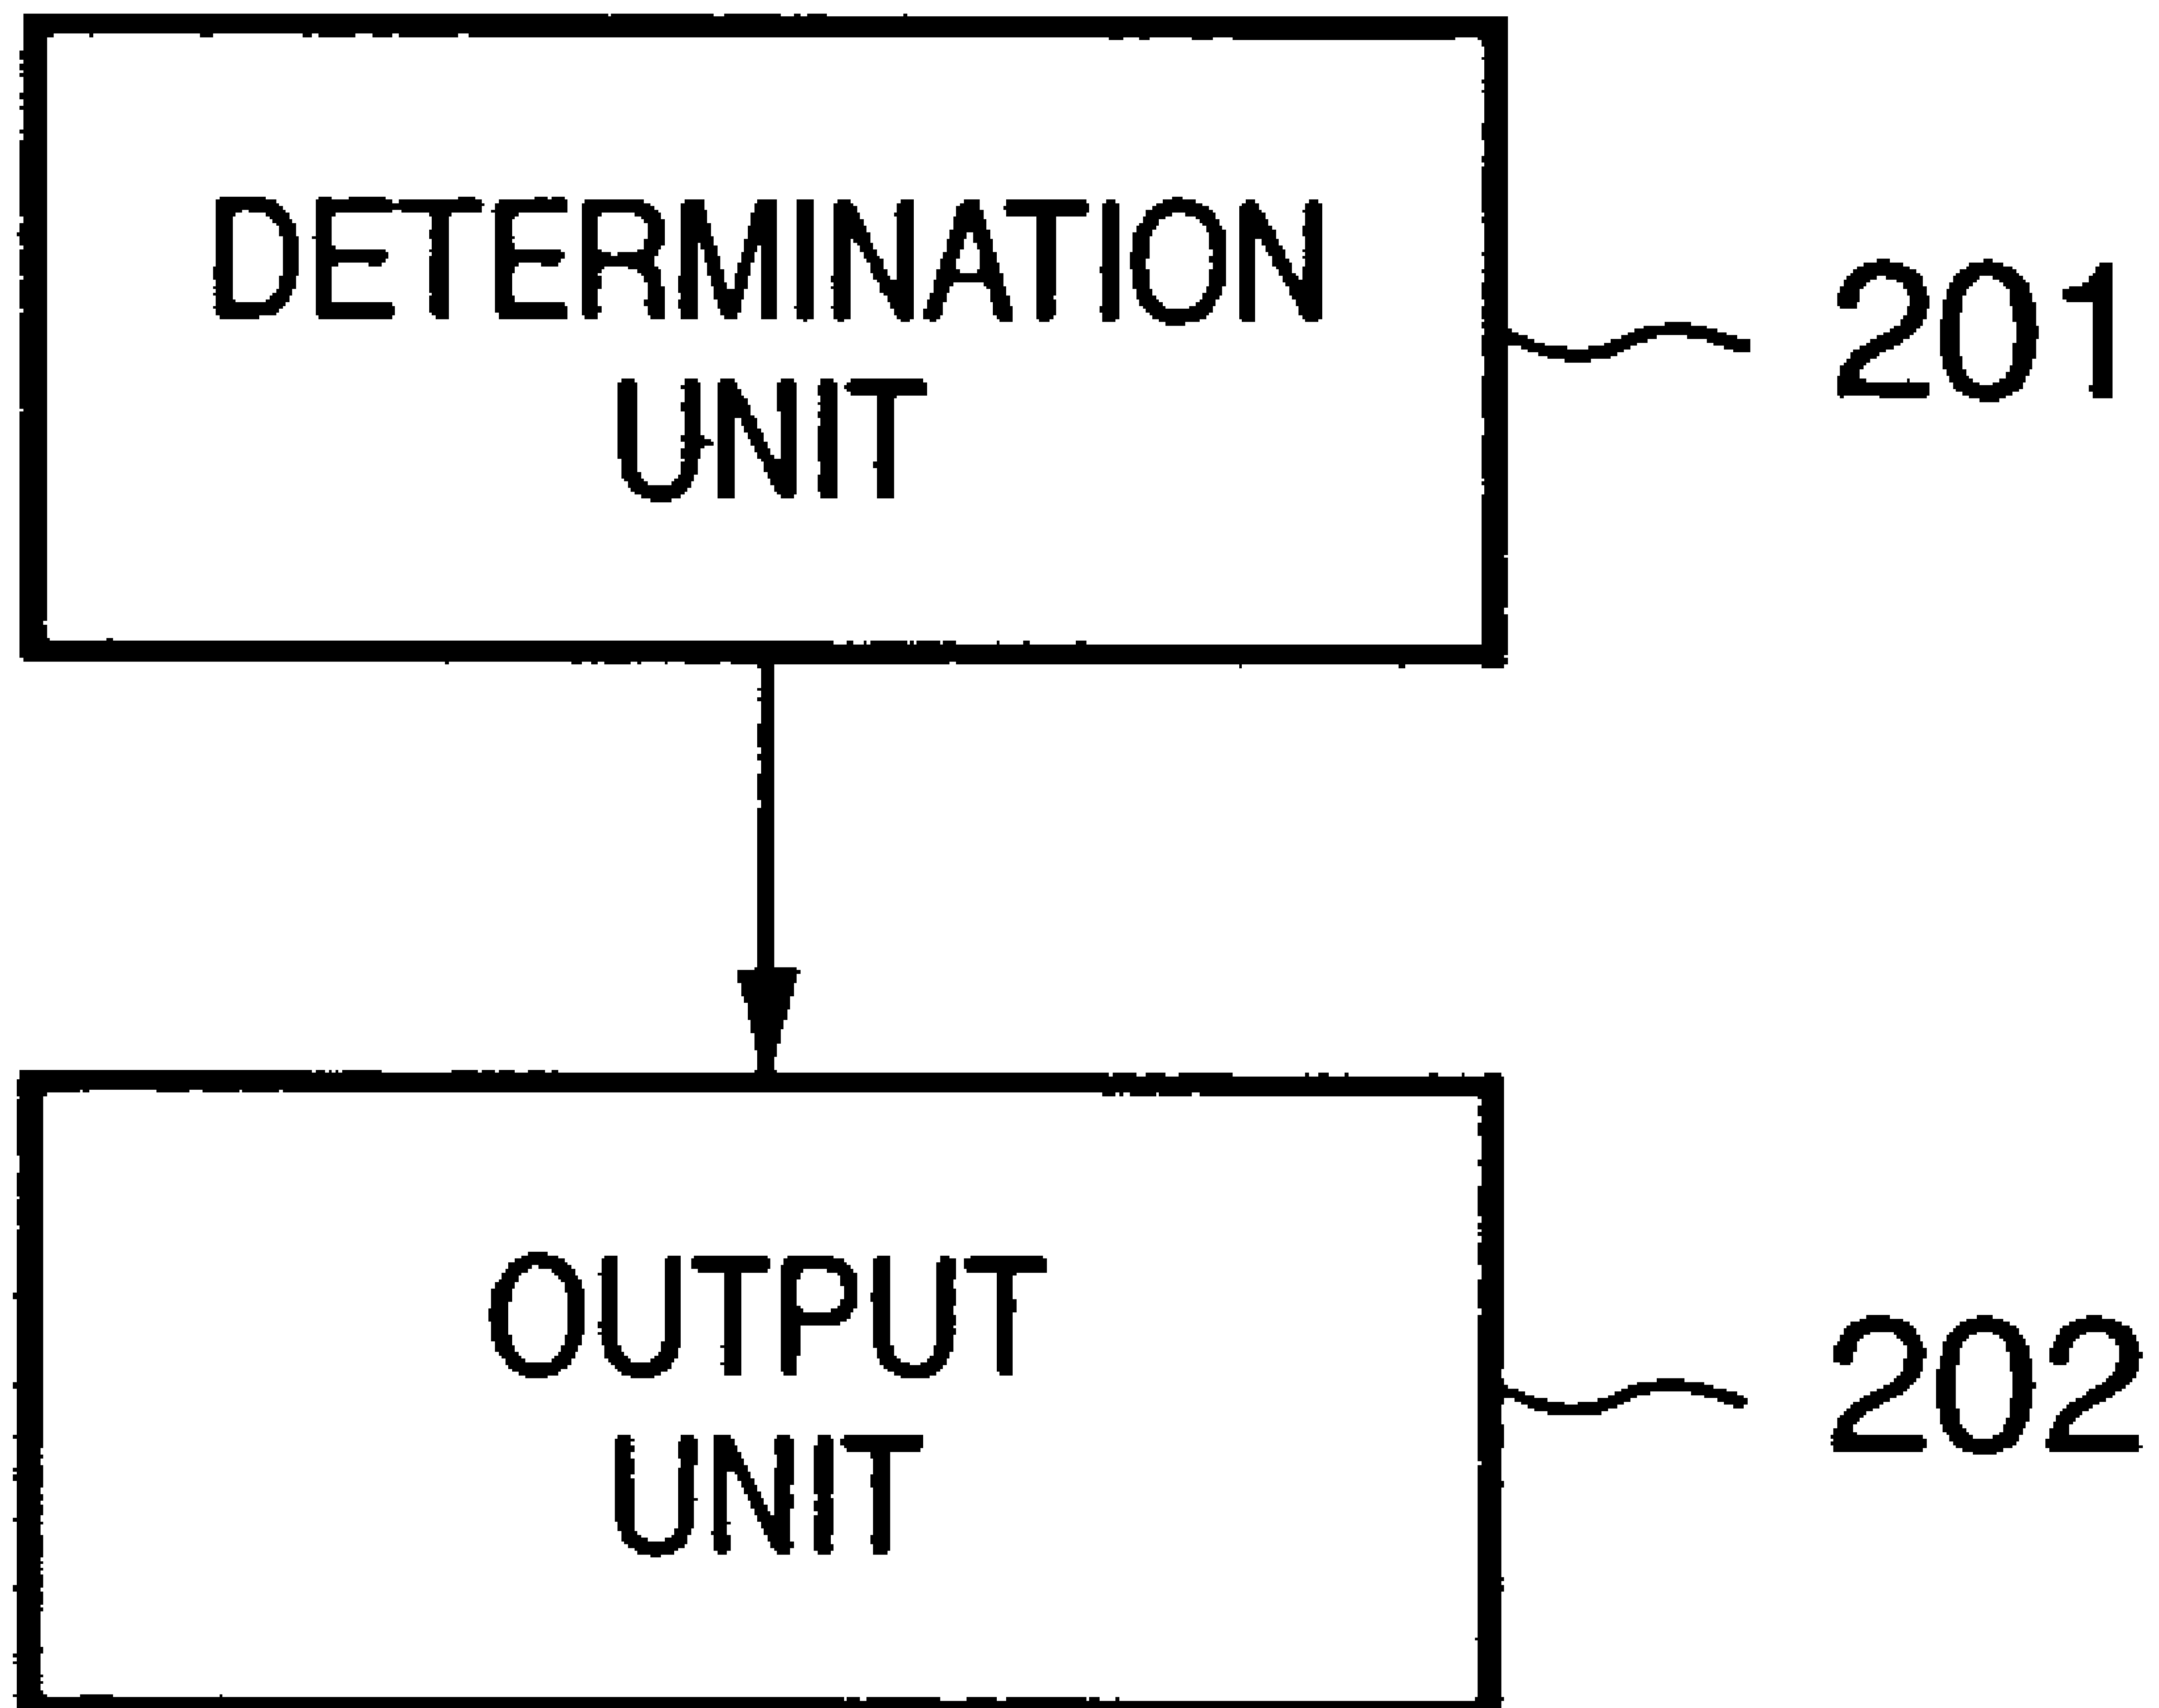 DETERMINATION
UNIT
201
OUTPUT
UNIT
202